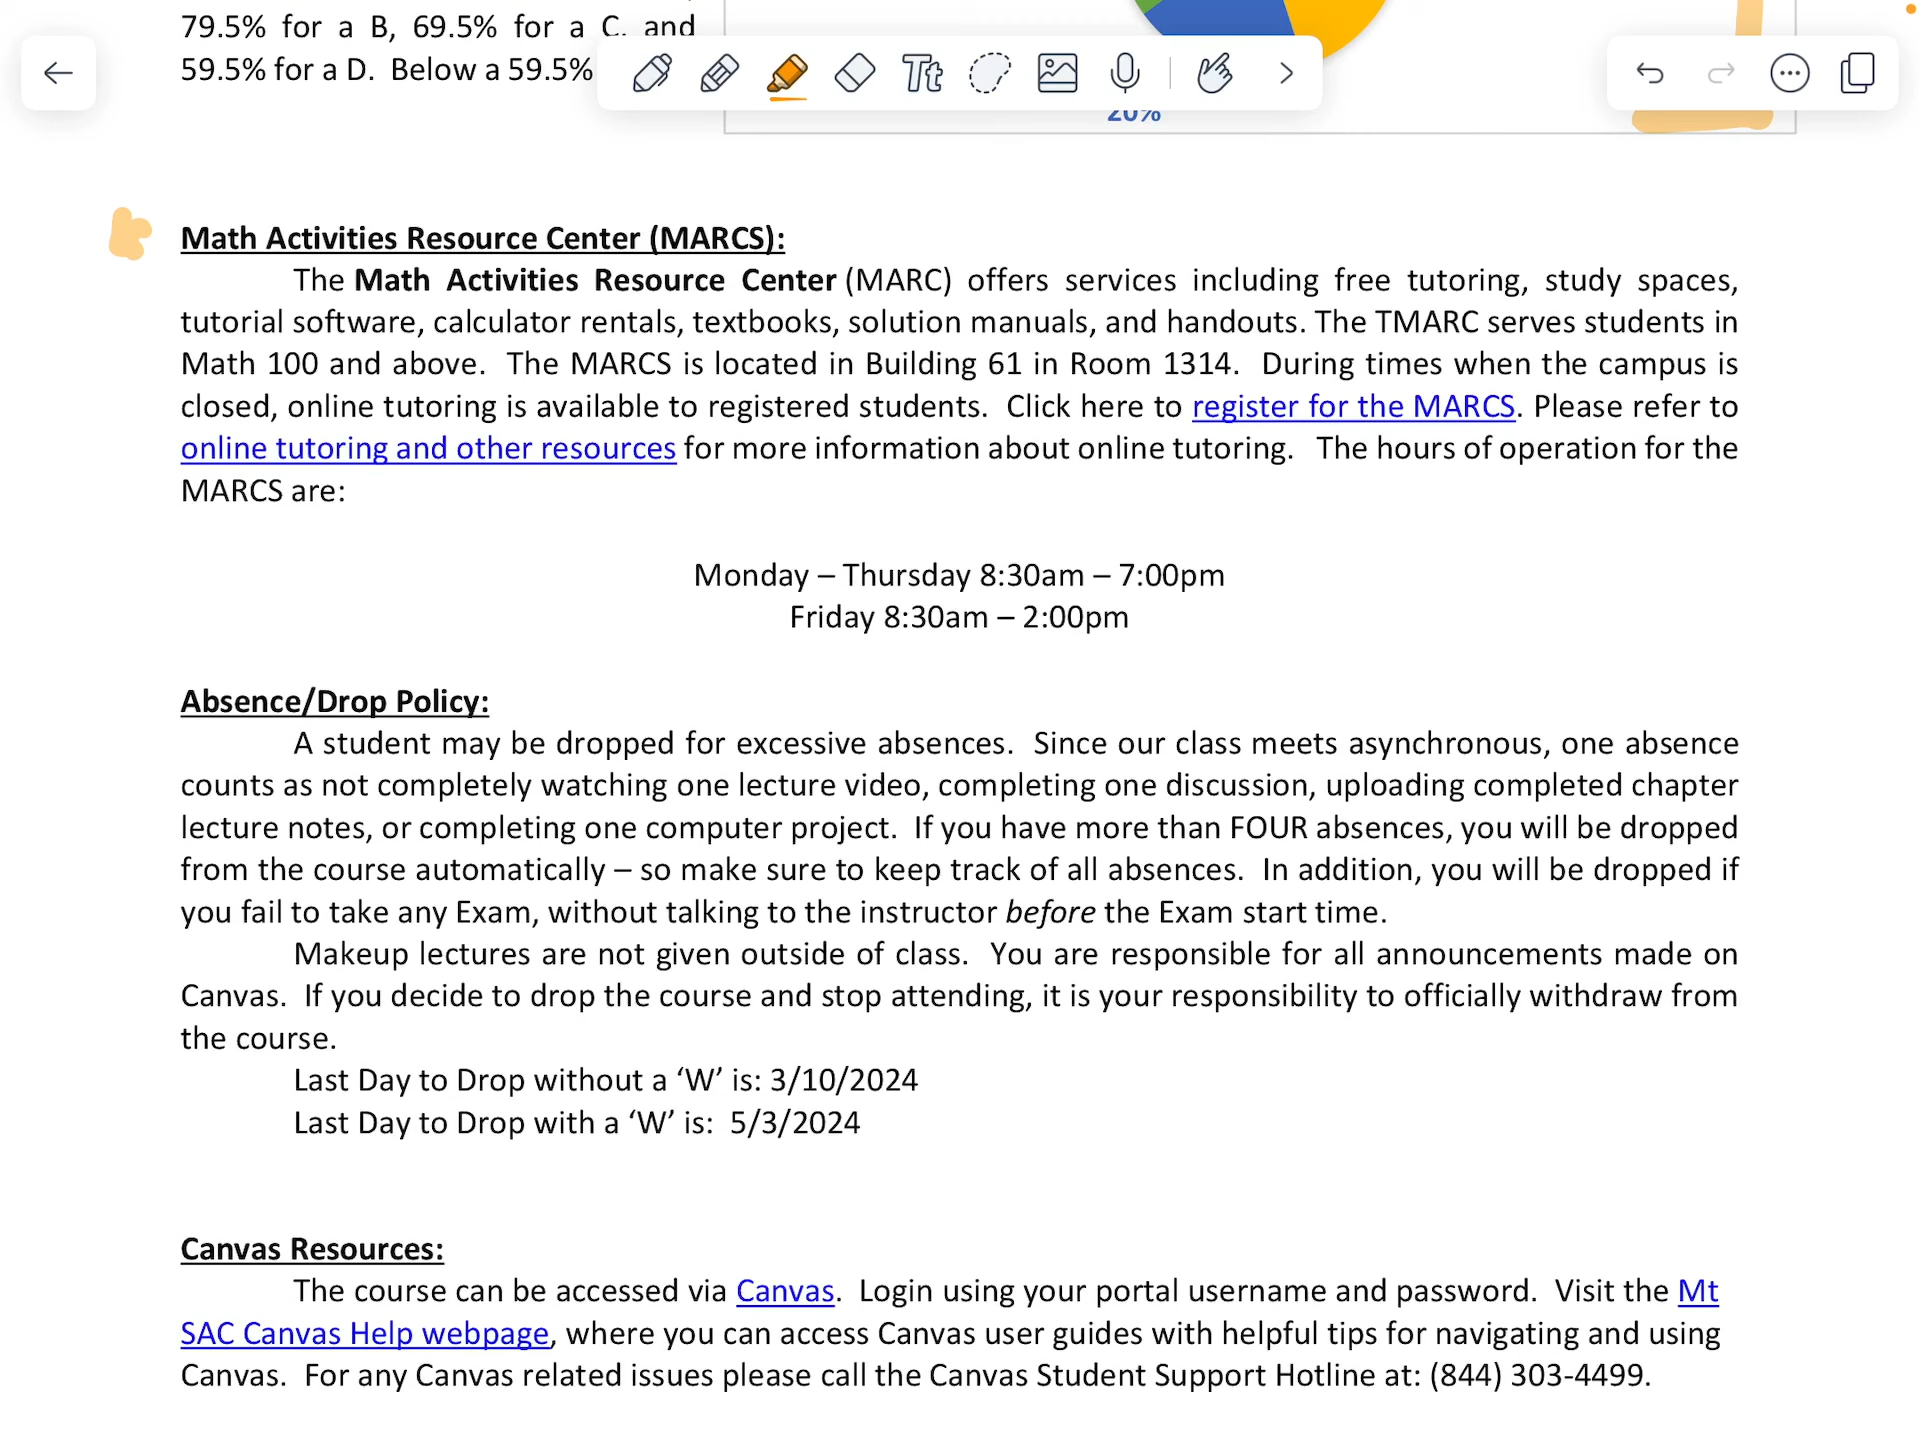 79.5% for a B, 69.5% for a C, and
59.5% for a D.  Below a 59.5%
Tt
20%
Math Activities Resource Center (MARCS):
The Math Activities Resource Center (MARC) offers services including free tutoring, study spaces,
tutorial software, calculator rentals, textbooks, solution manuals, and handouts. The TMARC serves students in
Math 100 and above.  The MARCS is located in Building 61 in Room 1314.  During times when the campus is
closed, online tutoring is available to registered students.  Click here to register for the MARCS. Please refer to
online tutoring and other resources for more information about online tutoring.   The hours of operation for the
MARCS are:
Monday – Thursday 8:30am – 7:00pm
Friday 8:30am – 2:00pm
Absence/Drop Policy:
A student may be dropped for excessive absences.  Since our class meets asynchronous, one absence
counts as not completely watching one lecture video, completing one discussion, uploading completed chapter
lecture notes, or completing one computer project.  If you have more than FOUR absences, you will be dropped
from the course automatically – so make sure to keep track of all absences.  In addition, you will be dropped if
you fail to take any Exam, without talking to the instructor before the Exam start time.
Makeup lectures are not given outside of class.  You are responsible for all announcements made on
Canvas.  If you decide to drop the course and stop attending, it is your responsibility to officially withdraw from
the course.
Last Day to Drop without a ‘W’ is: 3/10/2024
Last Day to Drop with a ‘W’ is:  5/3/2024
Canvas Resources:
The course can be accessed via Canvas.  Login using your portal username and password.  Visit the Mt
SAC Canvas Help webpage, where you can access Canvas user guides with helpful tips for navigating and using
Canvas.  For any Canvas related issues please call the Canvas Student Support Hotline at: (844) 303-4499.